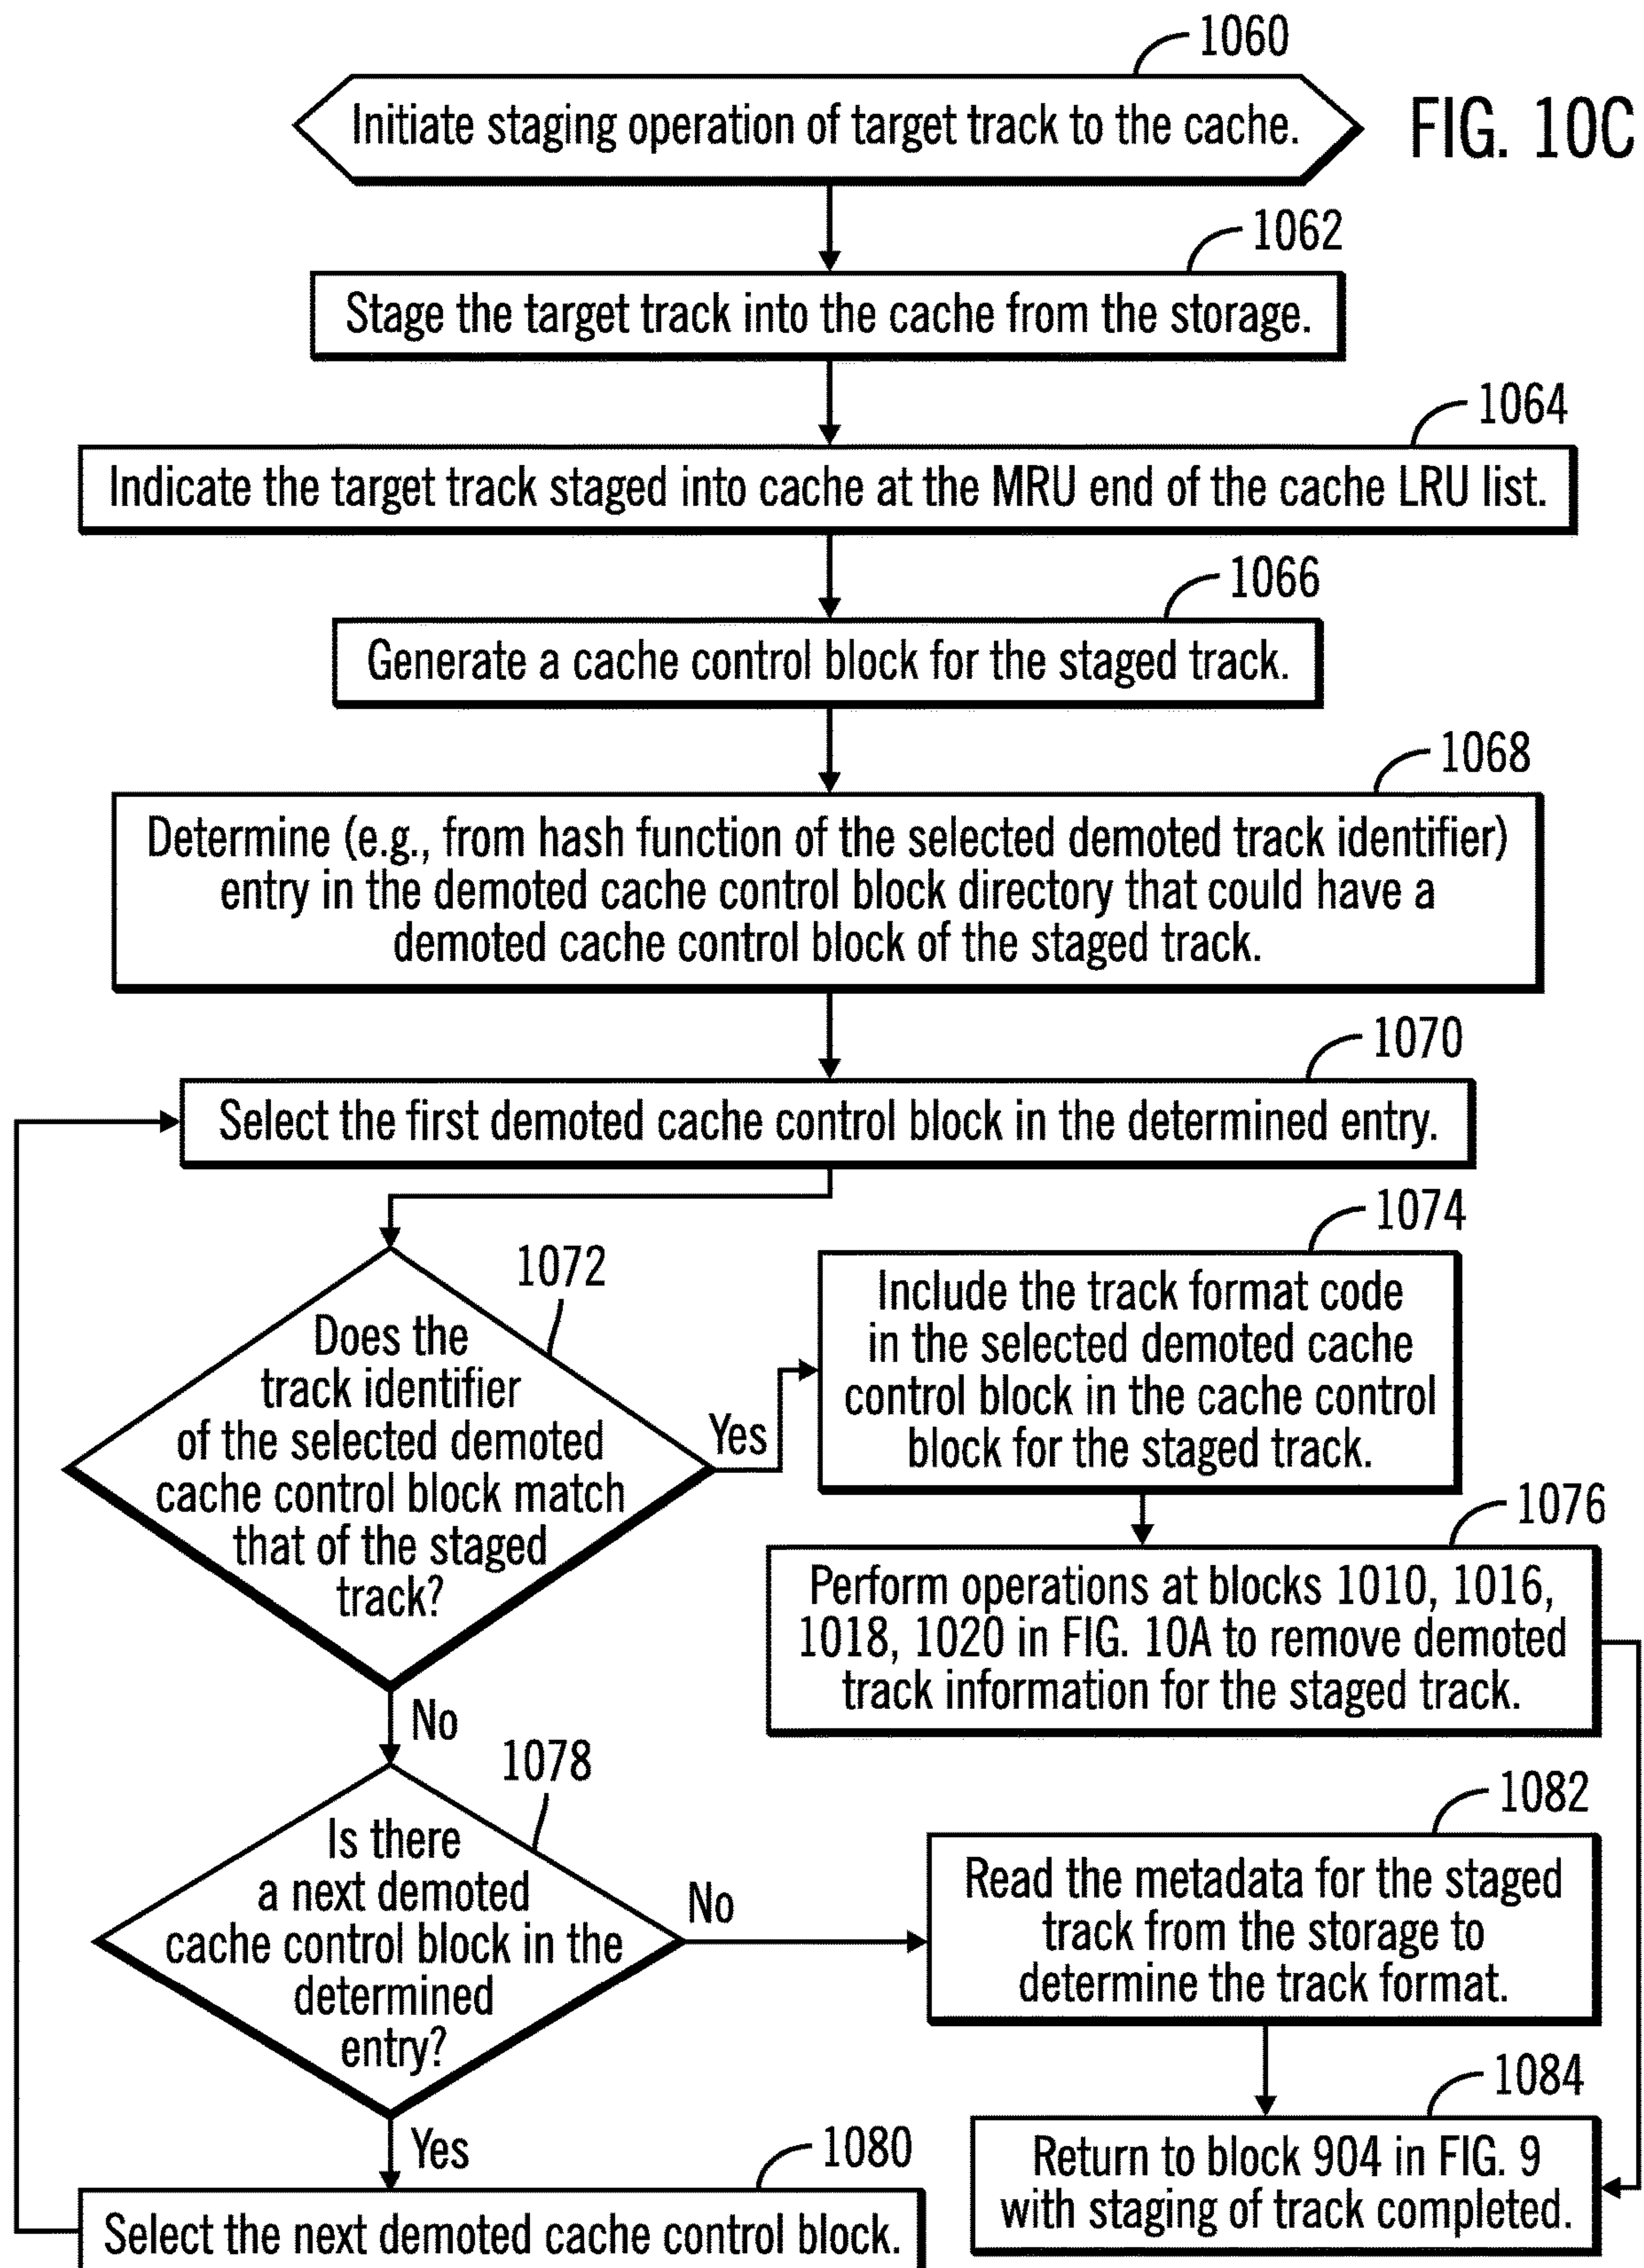 1060
Initiate staging operation of target track to the cache.
FIG. 10C
1062
Stage the target track into the cache from the storage.
1064
Indicate the target track staged into cache at the MRU end of the cache LRU list.
1066
Generate a cache control block for the staged track.
1068
Determine (e.g., from hash function of the selected demoted track identifier)
entry in the demoted cache control block directory that could have a
demoted cache control block of the staged track.
1070
Select the first demoted cache control block in the determined entry.
1072
Does the
track identifier
of the selected demoted
cache control block match
that of the staged
track?
Yes
No
1074
Include the track format code
in the selected demoted cache
control block in the cache control
block for the staged track.
1076
Perform operations at blocks 1010, 1016,
1018, 1020 in FIG. 10A to remove demoted
track information for the staged track.
1078
Is there
a next demoted
cache control block in the
determined
entry?
No
Yes
1082
Read the metadata for the staged
track from the storage to
determine the track format.
1084
Return to block 904 in FIG. 9
with staging of track completed.
1080
Select the next demoted cache control block.